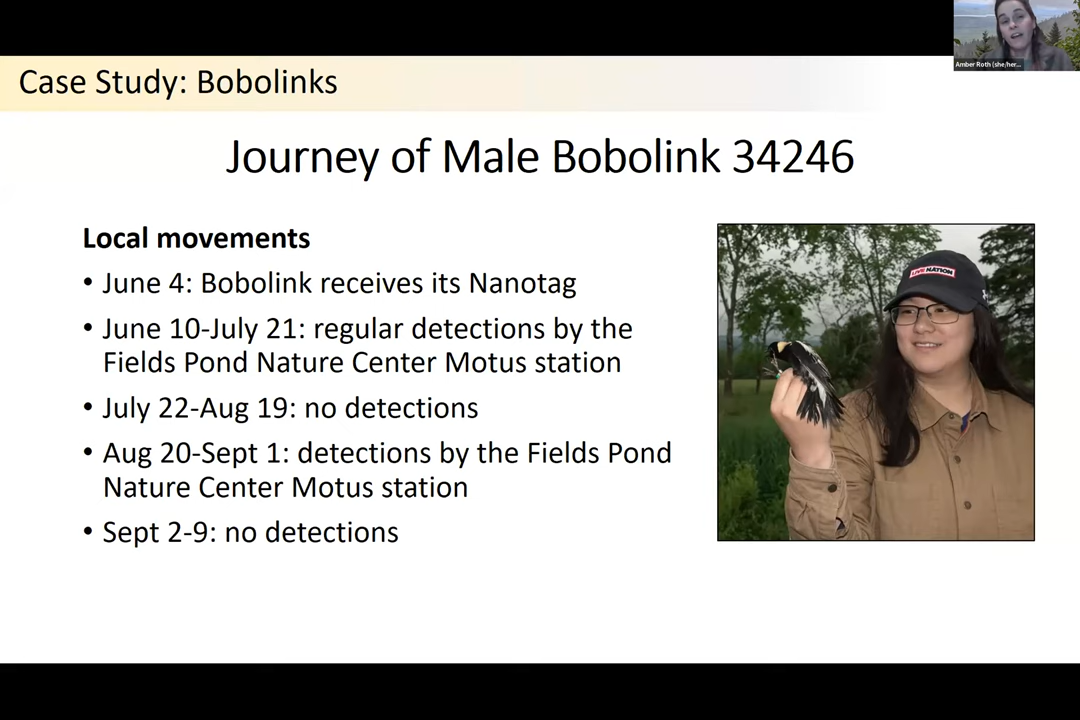 Amber Roth (she/her...
Case Study: Bobolinks
Journey of Male Bobolink 34246
Local movements
• June 4: Bobolink receives its Nanotag
• June 10-July 21: regular detections by the
Fields Pond Nature Center Motus station
• July 22-Aug 19: no detections
• Aug 20-Sept 1: detections by the Fields Pond
Nature Center Motus station
• Sept 2-9: no detections
LIVE NATION